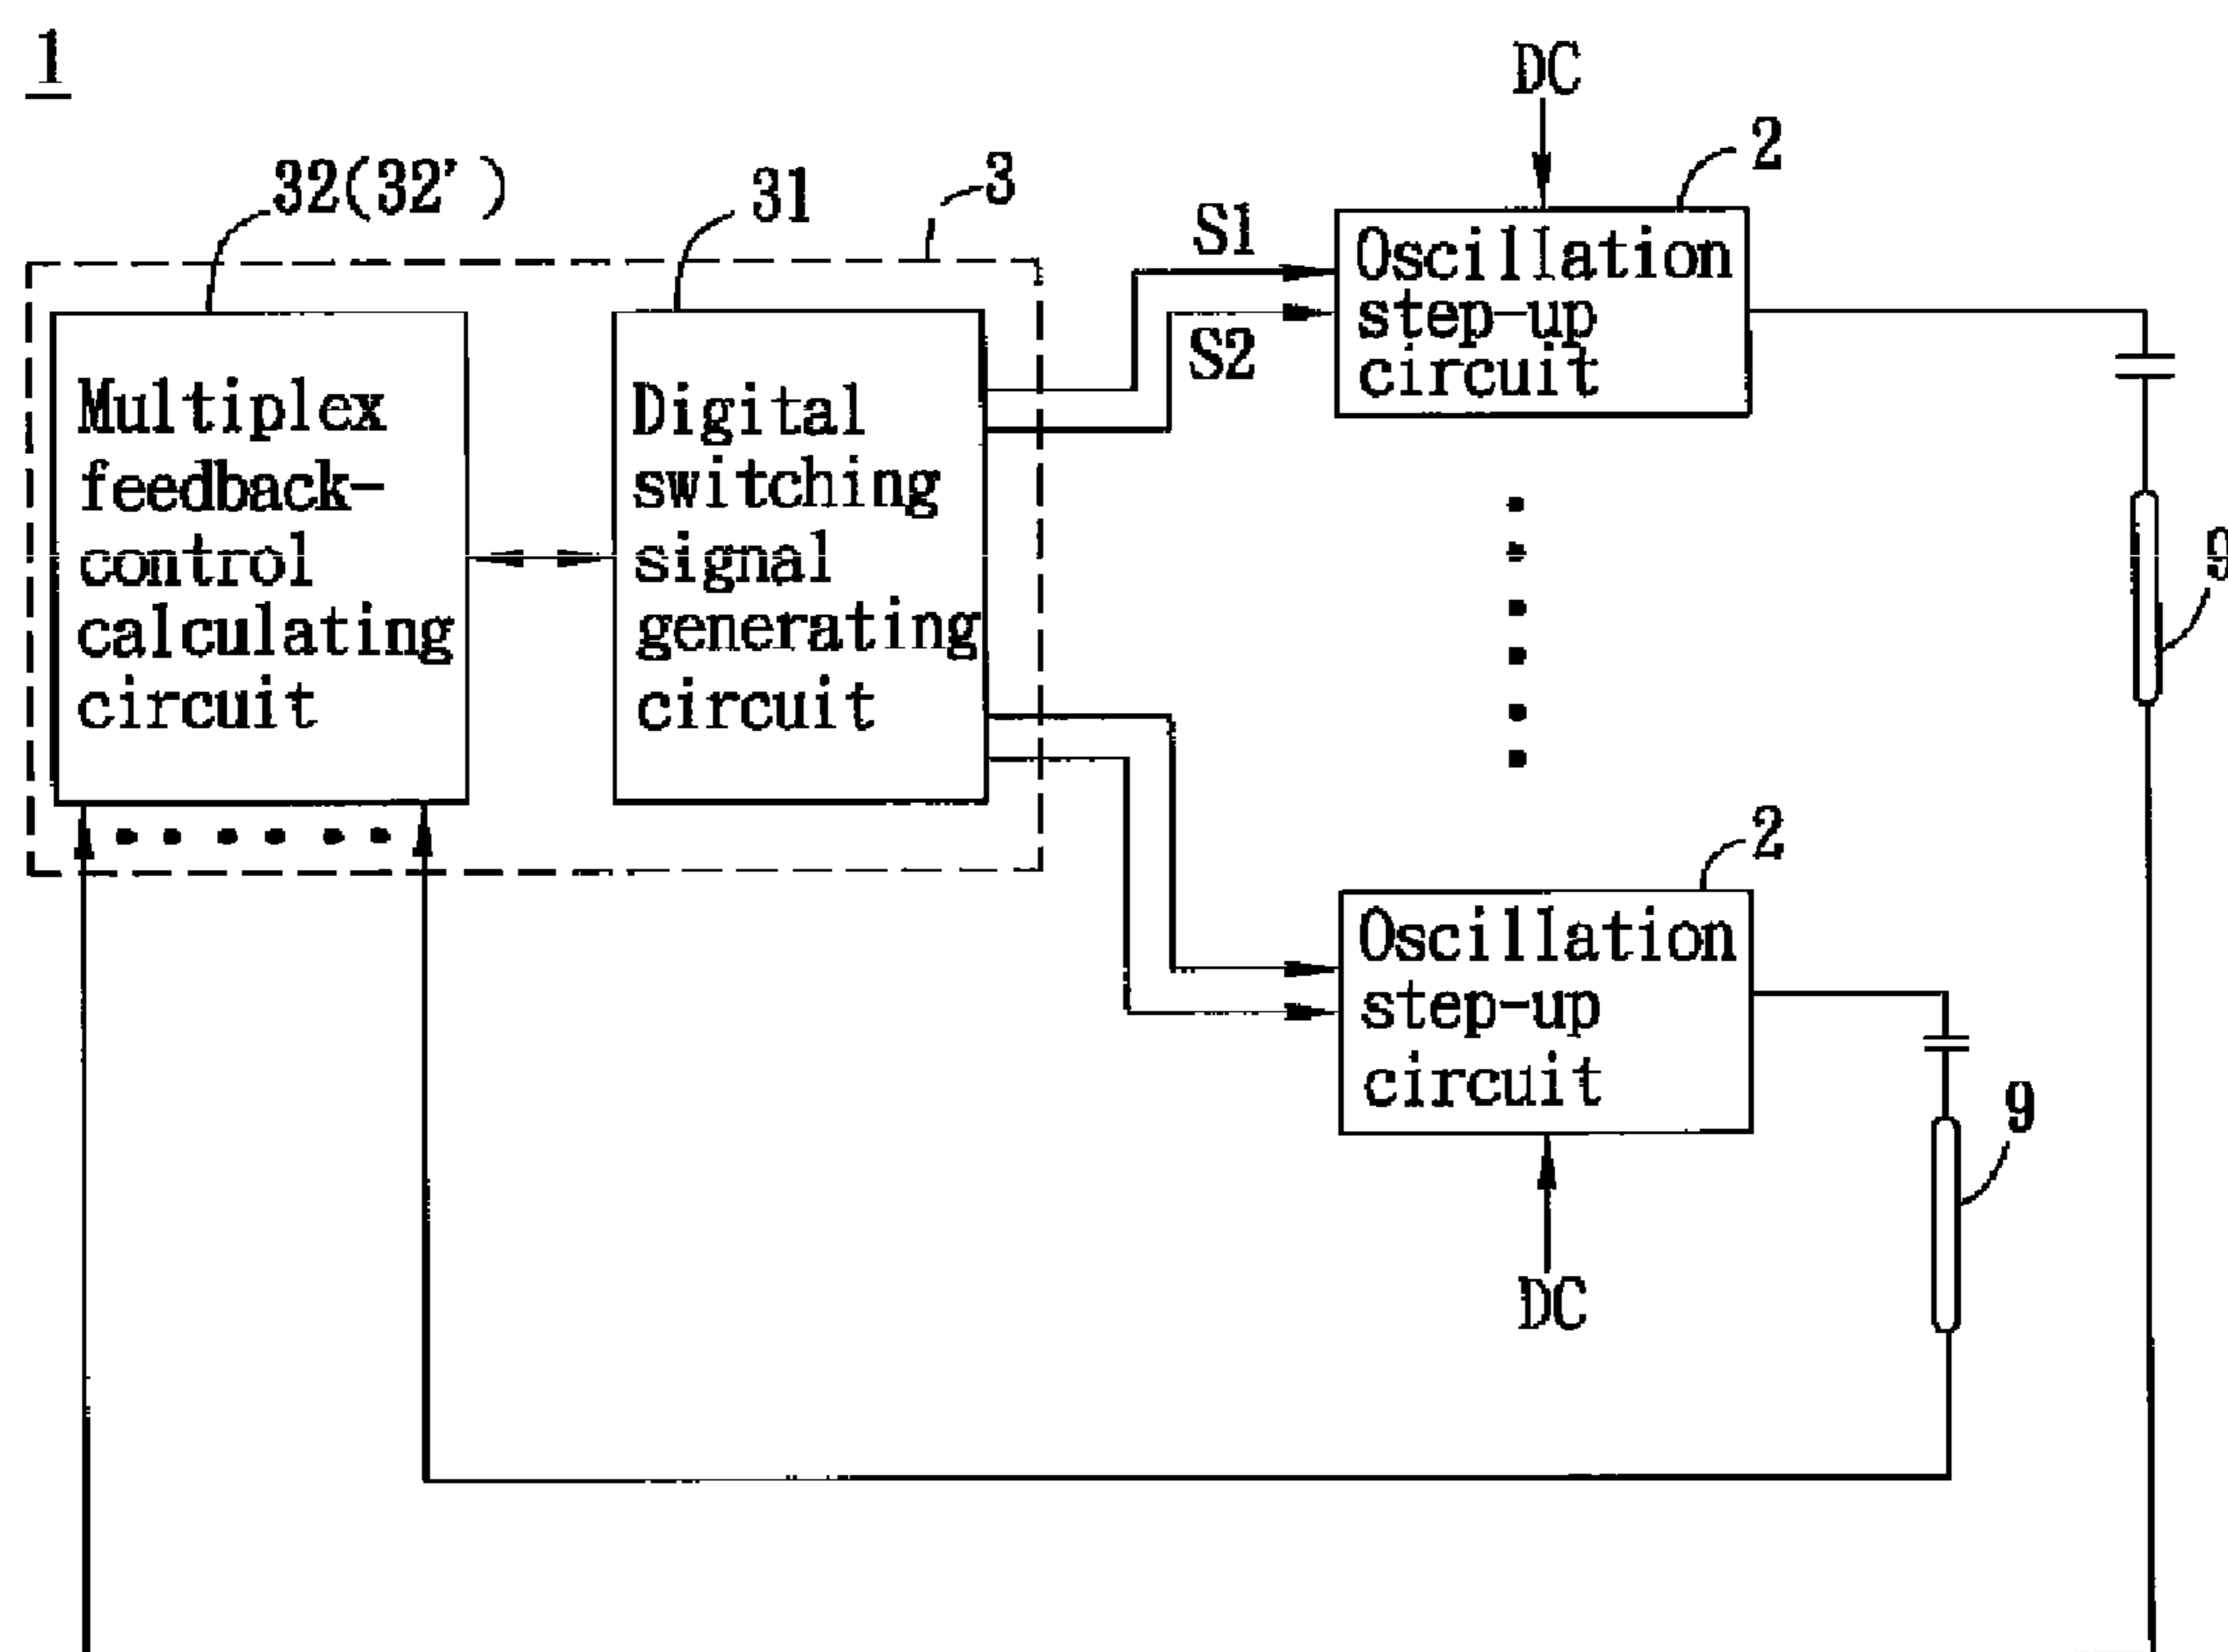 1
DC
2
32(32')
31
3
S1
S2
Oscillation
step-up
circuit
Multiplex
feedback-
control
calculating
circuit
Digital
switching
signal
generating
circuit
9
2
Oscillation
step-up
circuit
9
DC